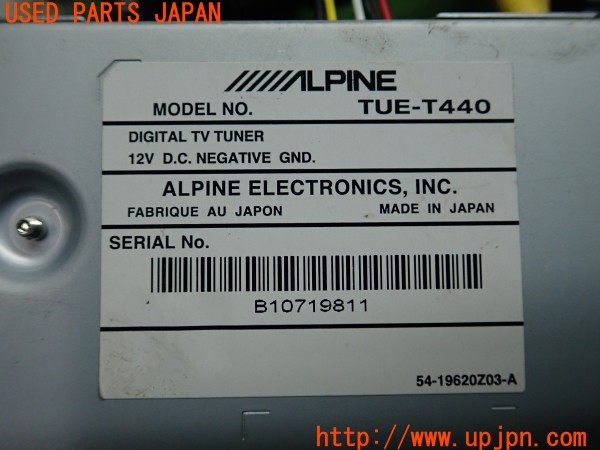 USED PARTS JAPAN
ALPINE
MODEL NO. TUE-T440
DIGITAL TV TUNER
12V D.C. NEGATIVE GND.
ALPINE ELECTRONICS, INC.
FABRIQUE AU JAPON MADE IN JAPAN
SERIAL No.
B10719811
54-19620Z03-A
http://www.upjpn.com/